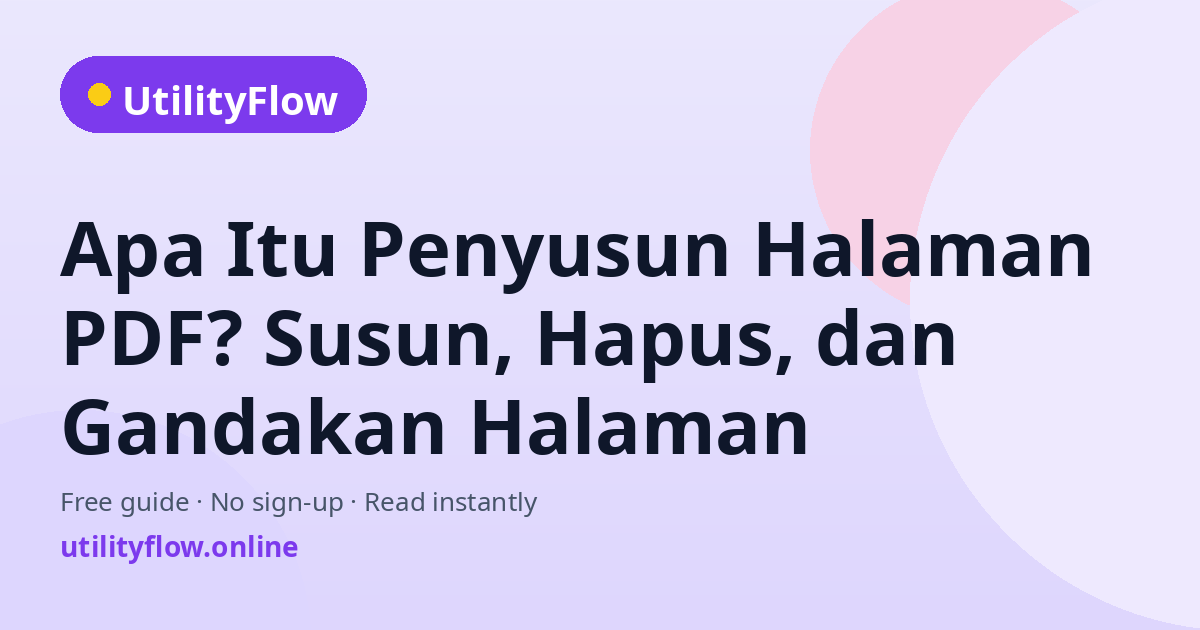 UtilityFlow
Apa Itu Penyusun Halaman
PDF? Susun, Hapus, dan
Gandakan Halaman
Free guide · No sign-up · Read instantly
utilityflow.online